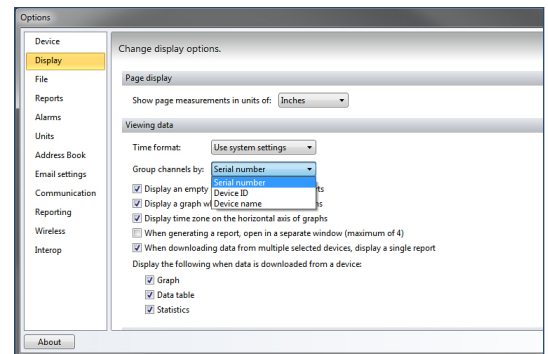 Options
Device
Display
File
Reports
Alarms
Units
Address Book
Email settings
Communication
Reporting
Wireless
Interop
About
Change display options.
Page display
Show page measurements in units of: Inches
Viewing data
Time format: Use system settings
Group channels by: Serial number
Serial number
Device ID
Device name
Display an empty
Display a graph
Display time zone on the horizontal axis of graphs
When generating a report, open in a separate window (maximum of 4)
When downloading data from multiple selected devices, display a single report
Display the following when data is downloaded from a device:
Graph
Data table
Statistics